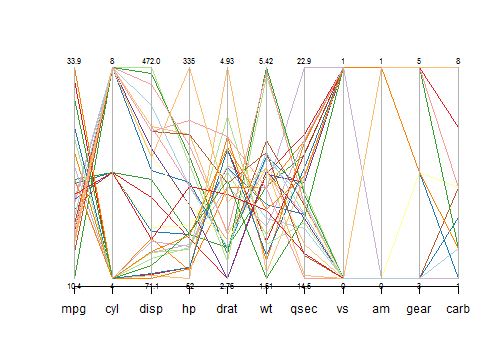 33.9 8 472.0 335 4.93 5.42 22.9 1 1 5 8
10.4 4 71.1 52 2.76 1.51 14.5 0 0 3 1
mpg cyl disp hp drat wt qsec vs am gear carb